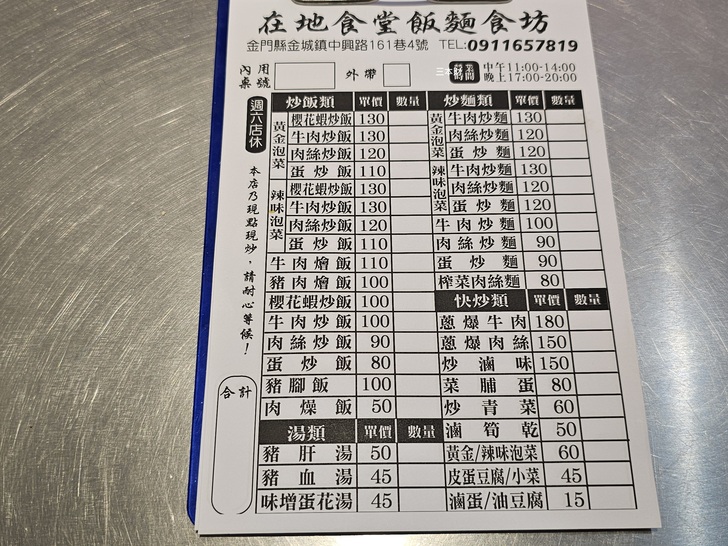 在地食堂飯麵食坊
金門縣金城鎮中興路161巷4號 TEL:0911657819
內用桌號 外帶 營業時間 中午11:00-14:00 晚上17:00-20:00
週六店休
本店乃現點現炒，請耐心等候！
合計
炒飯類 單價 數量
黃金泡菜
櫻花蝦炒飯 130
牛肉炒飯 130
肉絲炒飯 120
蛋炒飯 110
辣味泡菜
櫻花蝦炒飯 130
牛肉炒飯 130
肉絲炒飯 120
蛋炒飯 110
牛肉燴飯 110
豬肉燴飯 100
櫻花蝦炒飯 100
牛肉炒飯 100
肉絲炒飯 90
蛋炒飯 80
豬腳飯 100
肉燥飯 50
湯類 單價 數量
豬肝湯 50
豬血湯 45
味增蛋花湯 45
炒麵類 單價 數量
黃金泡菜
牛肉炒麵 130
肉絲炒麵 120
蛋炒麵 120
辣味泡菜
牛肉炒麵 130
肉絲炒麵 120
蛋炒麵 120
牛肉炒麵 100
肉絲炒麵 90
蛋炒麵 90
榨菜肉絲麵 80
快炒類 單價 數量
蔥爆牛肉 180
蔥爆肉絲 150
炒滷味 150
菜脯蛋 80
炒青菜 60
滷筍乾 50
黃金/辣味泡菜 60
皮蛋豆腐/小菜 45
滷蛋/油豆腐 15